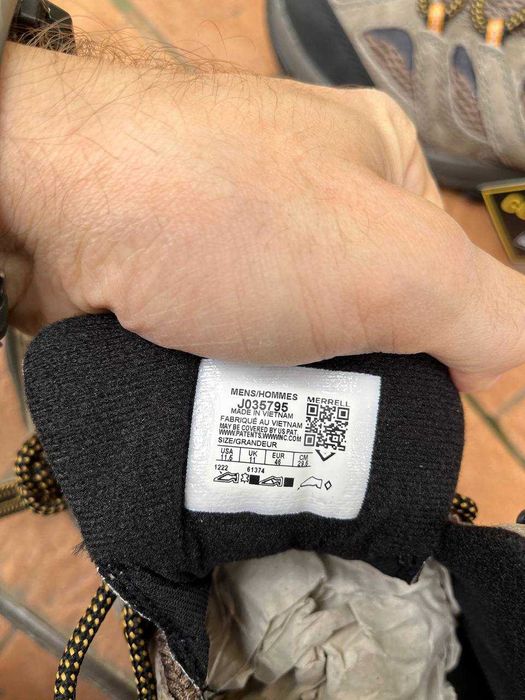 MENS/HOMMES
MERRELL
J035795
MADE IN VIETNAM
FABRIQUÉ AU VIETNAM
MAY BE COVERED BY US PAT.
WWW.PATENTS.WWWINC.COM
SIZE/GRANDEUR
USA UK EUR CM
11.5 11 46 29.5
1222 61374